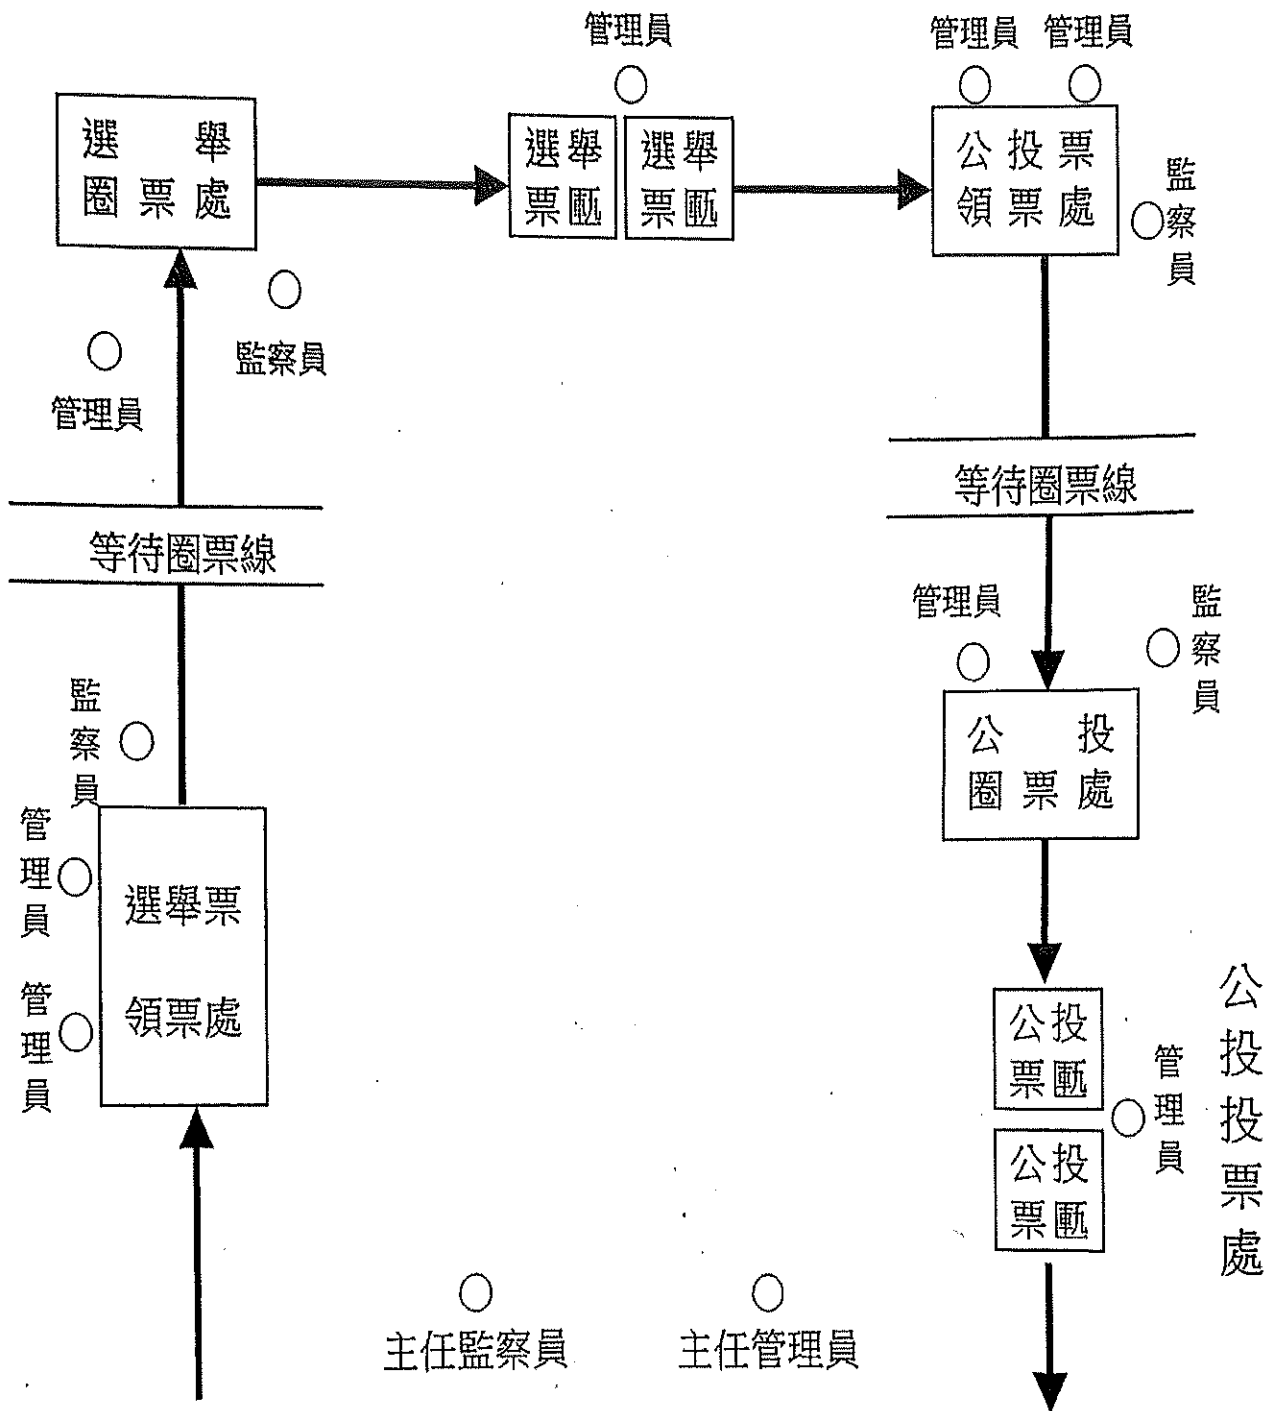 管理員
管理員
管理員
選舉
圈票處
選舉
票匭
選舉
票匭
公投票
領票處
監察員
監察員
管理員
等待圈票線
等待圈票線
管理員
監察員
監察員
公投
圈票處
管理員
選舉票
領票處
管理員
公投
票匭
管理員
公投
票匭
公投投票處
主任監察員
主任管理員